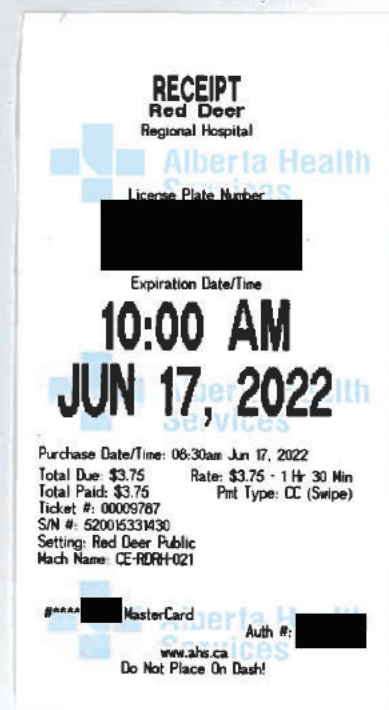 RECEIPT
Red Deer
Regional Hospital
Alberta Health
Services
License Plate Number
Expiration Date/Time
10:00 AM
JUN 17, 2022
Alberta Health
Services
Purchase Date/Time: 08:30am Jun 17, 2022
Total Due: $3.75 Rate: $3.75 - 1 Hr 30 Min
Total Paid: $3.75 Pmt Type: CC (Swipe)
Ticket #: 00009787
S/N #: 520015331430
Setting: Red Deer Public
Mach Name: CE-RDRH-021
#**** MasterCard
Alberta Health
Services
Auth #:
www.ahs.ca
Do Not Place On Dash!